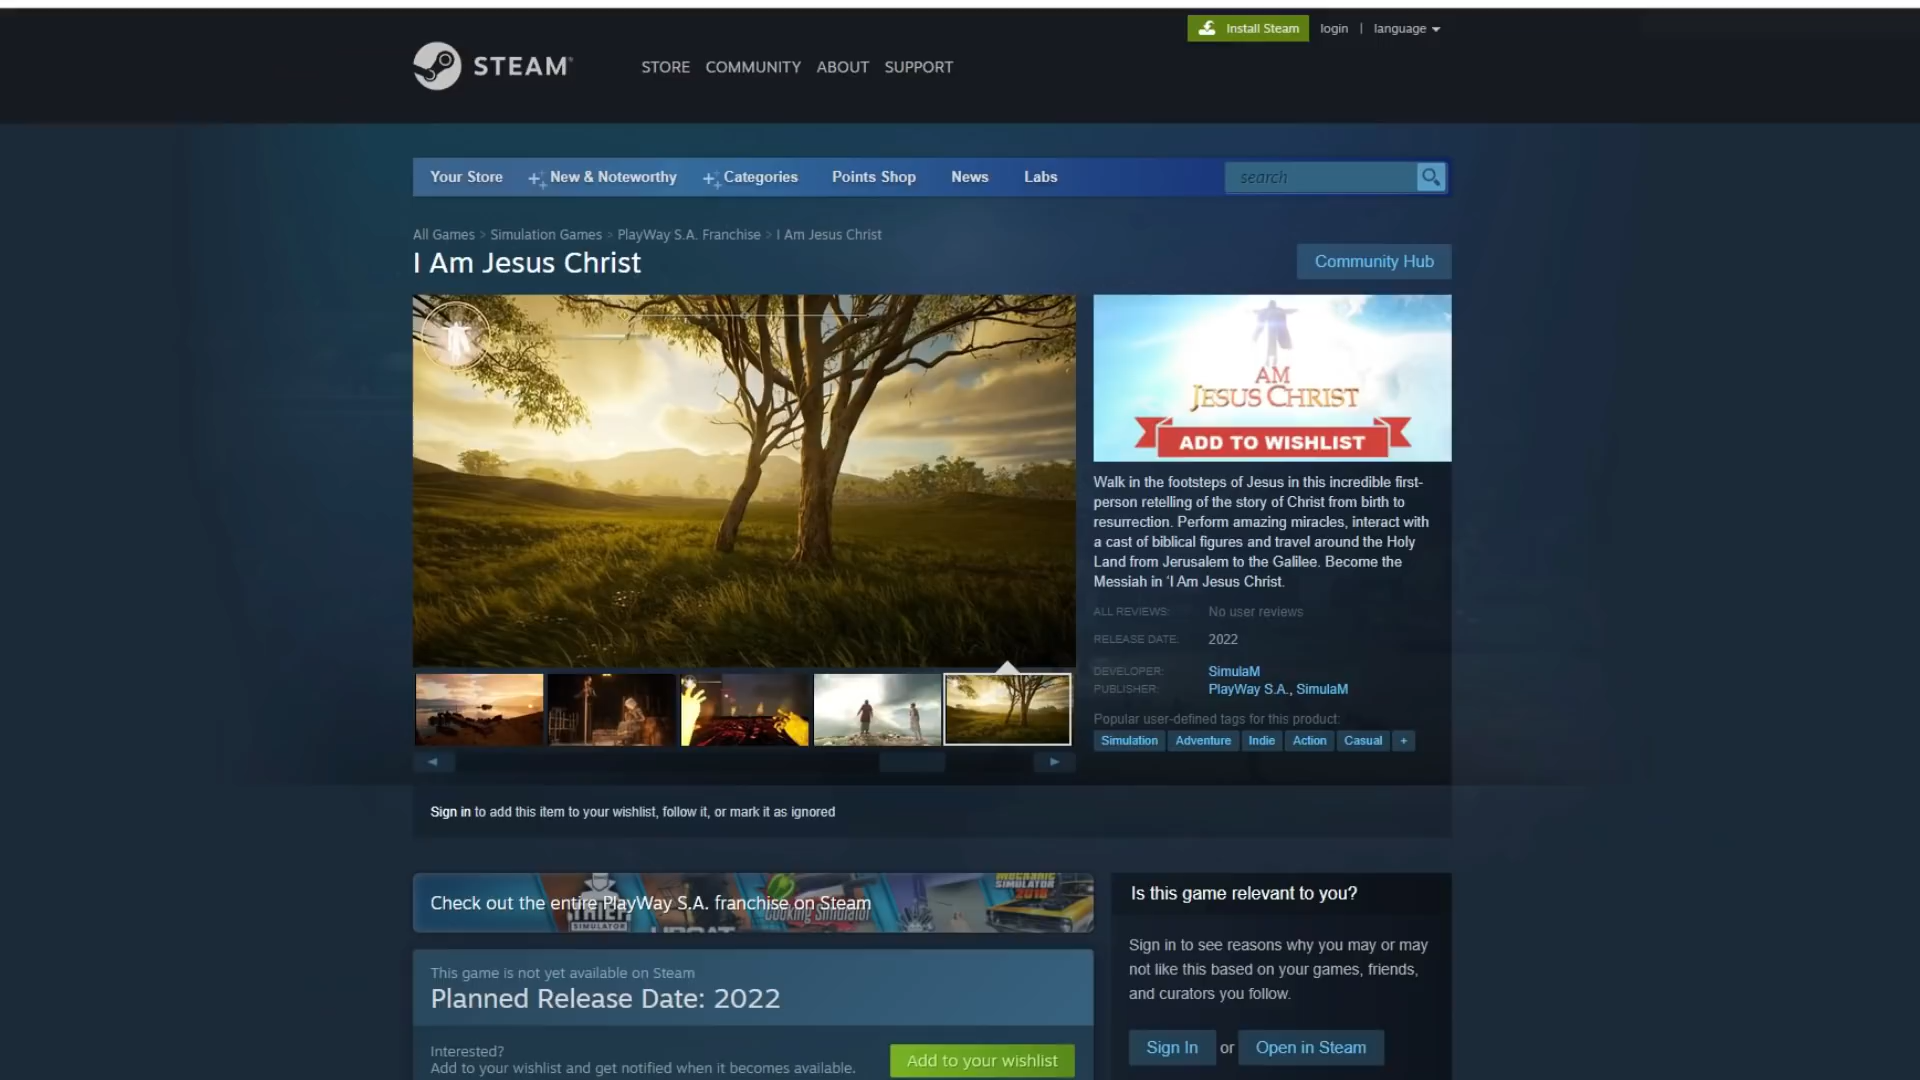 Install Steam login | language
STEAM STORE COMMUNITY ABOUT SUPPORT
Your Store New & Noteworthy Categories Points Shop News Labs search
All Games > Simulation Games > PlayWay S.A. Franchise > I Am Jesus Christ
I Am Jesus Christ
Community Hub
AM
JESUS CHRIST
ADD TO WISHLIST
Walk in the footsteps of Jesus in this incredible first-
person retelling of the story of Christ from birth to
resurrection. Perform amazing miracles, interact with
a cast of biblical figures and travel around the Holy
Land from Jerusalem to the Galilee. Become the
Messiah in ‘I Am Jesus Christ.
ALL REVIEWS: No user reviews
RELEASE DATE: 2022
DEVELOPER: SimulaM
PUBLISHER: PlayWay S.A., SimulaM
Popular user-defined tags for this product:
Simulation Adventure Indie Action Casual +
Sign in to add this item to your wishlist, follow it, or mark it as ignored
Check out the entire PlayWay S.A. franchise on Steam
THIEF
SIMULATOR
Cooking Simulator
MECHANIC
SIMULATOR
2018
This game is not yet available on Steam
Planned Release Date: 2022
Interested?
Add to your wishlist and get notified when it becomes available.
Add to your wishlist
Is this game relevant to you?
Sign in to see reasons why you may or may
not like this based on your games, friends,
and curators you follow.
Sign In or Open in Steam